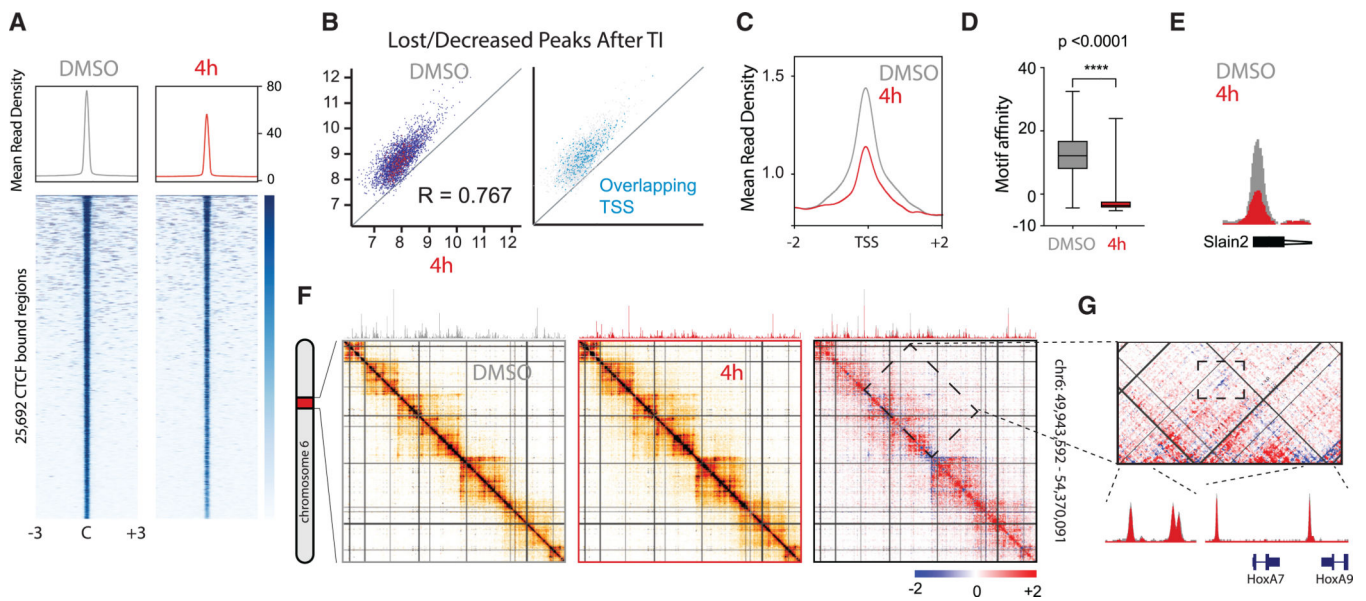 A
DMSO
4h
Mean Read Density
80
40
0
25,692 CTCF bound regions
-3
C
+3
B
Lost/Decreased Peaks After TI
DMSO
12
11
10
9
8
7
R = 0.767
7 8 9 10 11 12
4h
Overlapping
TSS
C
Mean Read Density
1.5
1.0
DMSO
4h
-2
TSS
+2
D
p <0.0001
****
Motif affinity
40
20
0
-10
DMSO
4h
E
DMSO
4h
Slain2
F
chromosome 6
DMSO
4h
-2
0
+2
chr6: 49,943,692 - 54,370,091
G
HoxA7
HoxA9